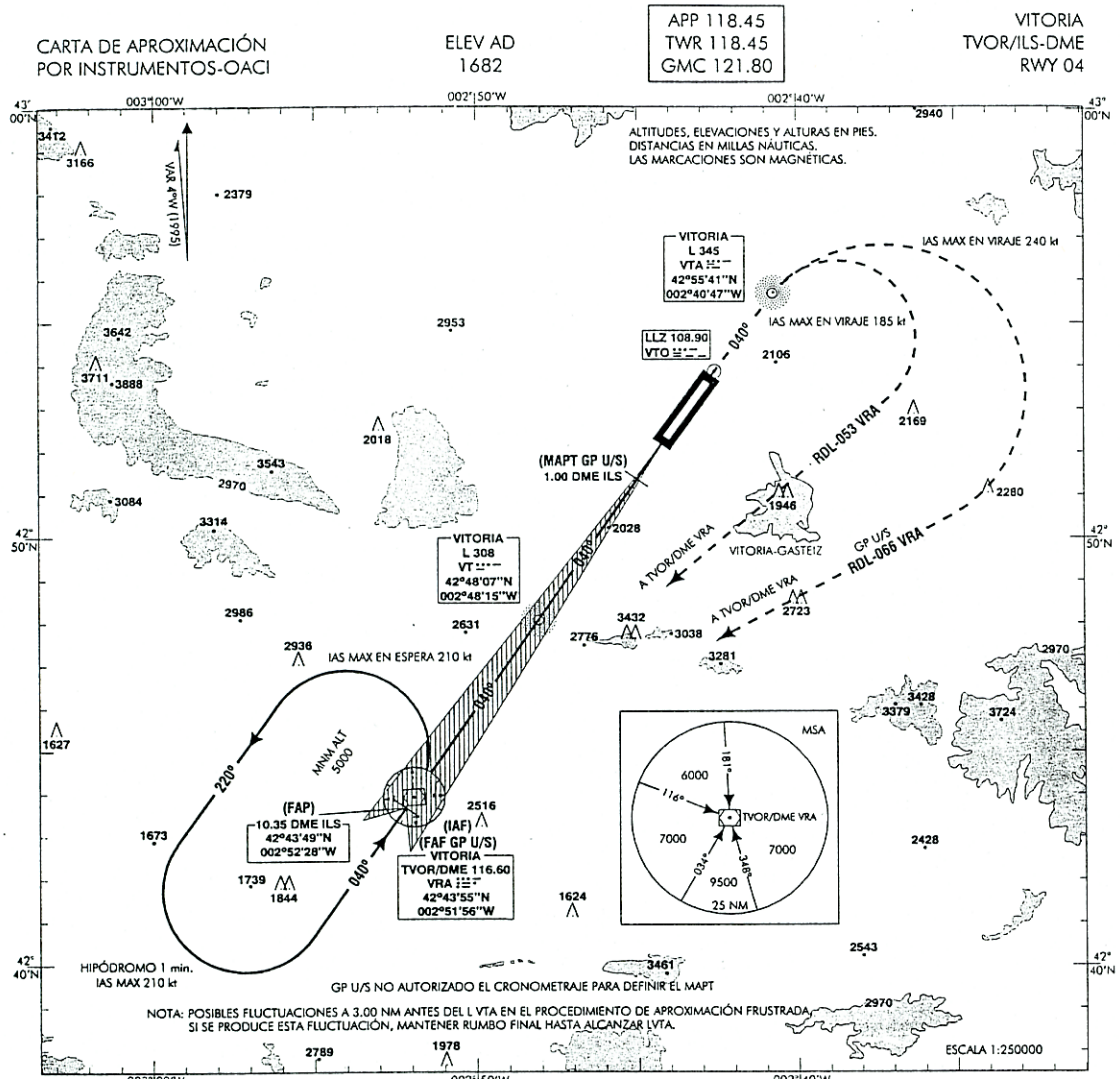 CARTA DE APROXIMACIÓN
POR INSTRUMENTOS-OACI
ELEV AD
1682
APP 118.45
TWR 118.45
GMC 121.80
VITORIA
TVOR/ILS-DME
RWY 04
43°
00'N
003°00'W
002°50'W
002°40'W
43°
00'N
2940
3412
3166
VAR 4°W (1995)
2379
ALTITUDES, ELEVACIONES Y ALTURAS EN PIES.
DISTANCIAS EN MILLAS NÁUTICAS.
LAS MARCACIONES SON MAGNÉTICAS.
VITORIA
L 345
VTA
42°55'41"N
002°40'47"W
IAS MAX EN VIRAJE 240 kt
IAS MAX EN VIRAJE 185 kt
LLZ 108.90
VTO
040°
2106
2953
3642
3711
3888
2018
2169
3543
2970
3084
3314
(MAPT GP U/S)
1.00 DME ILS
RDL-053 VRA
1946
2280
VITORIA-GASTEIZ
GP U/S
RDL-066 VRA
A TVOR/DME VRA
A TVOR/DME VRA
42°
50'N
42°
50'N
2028
040°
VITORIA
L 308
VT
42°48'07"N
002°48'15"W
2986
2936
2631
2776
3432
3038
3281
2723
2970
IAS MAX EN ESPERA 210 kt
040°
1627
220°
MNM ALT
5000
3379
3428
3724
(FAP)
10.35 DME ILS
42°43'49"N
002°52'28"W
2516
(IAF)
(FAF GP U/S)
VITORIA
TVOR/DME 116.60
VRA
42°43'55"N
002°51'56"W
MSA
181°
6000
116°
TVOR/DME VRA
7000
7000
034°
348°
9500
25 NM
1673
1739
1844
040°
1624
2428
2543
42°
40'N
42°
40'N
HIPÓDROMO 1 min.
IAS MAX 210 kt
3461
GP U/S NO AUTORIZADO EL CRONOMETRAJE PARA DEFINIR EL MAPT
NOTA: POSIBLES FLUCTUACIONES A 3.00 NM ANTES DEL L VTA EN EL PROCEDIMIENTO DE APROXIMACIÓN FRUSTRADA,
SI SE PRODUCE ESTA FLUCTUACIÓN, MANTENER RUMBO FINAL HASTA ALCANZAR LVTA.
2970
2789
1978
ESCALA 1:250000